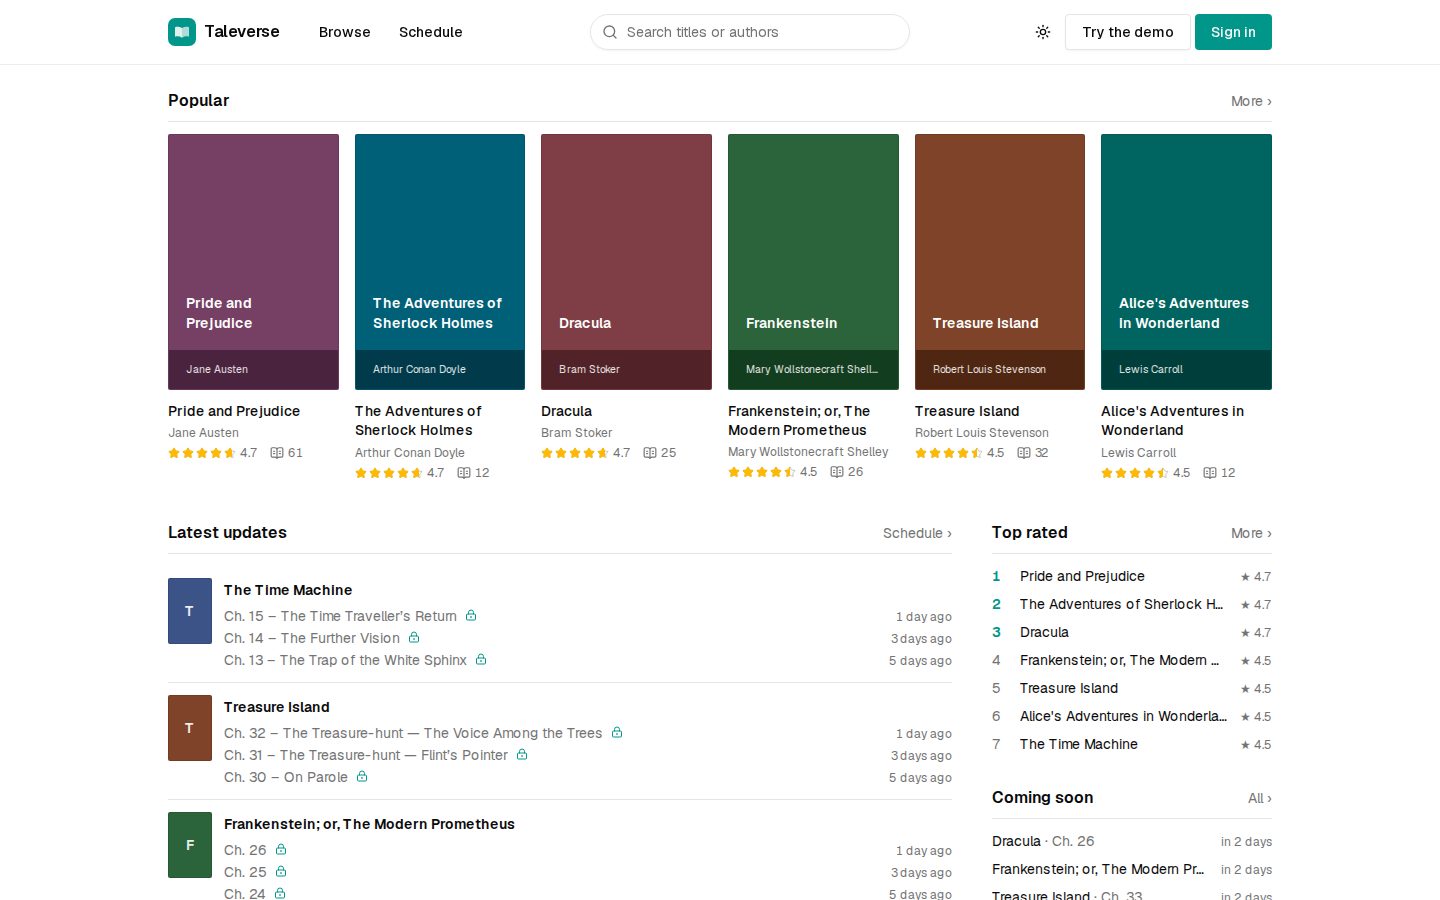 Taleverse
Browse
Schedule
Search titles or authors
Try the demo
Sign in
Popular
More ›
Pride and
Prejudice
Jane Austen
The Adventures of
Sherlock Holmes
Arthur Conan Doyle
Dracula
Bram Stoker
Frankenstein
Mary Wollstonecraft Shell...
Treasure Island
Robert Louis Stevenson
Alice's Adventures
in Wonderland
Lewis Carroll
Pride and Prejudice
Jane Austen
4.7 61
The Adventures of
Sherlock Holmes
Arthur Conan Doyle
4.7 12
Dracula
Bram Stoker
4.7 25
Frankenstein; or, The
Modern Prometheus
Mary Wollstonecraft Shelley
4.5 26
Treasure Island
Robert Louis Stevenson
4.5 32
Alice's Adventures in
Wonderland
Lewis Carroll
4.5 12
Latest updates
Schedule ›
T
The Time Machine
Ch. 15 – The Time Traveller’s Return 1 day ago
Ch. 14 – The Further Vision 3 days ago
Ch. 13 – The Trap of the White Sphinx 5 days ago
T
Treasure Island
Ch. 32 – The Treasure-hunt — The Voice Among the Trees 1 day ago
Ch. 31 – The Treasure-hunt — Flint’s Pointer 3 days ago
Ch. 30 – On Parole 5 days ago
F
Frankenstein; or, The Modern Prometheus
Ch. 26 1 day ago
Ch. 25 3 days ago
Ch. 24 5 days ago
Top rated
More ›
1 Pride and Prejudice ★ 4.7
2 The Adventures of Sherlock H... ★ 4.7
3 Dracula ★ 4.7
4 Frankenstein; or, The Modern ... ★ 4.5
5 Treasure Island ★ 4.5
6 Alice's Adventures in Wonderla... ★ 4.5
7 The Time Machine ★ 4.5
Coming soon
All ›
Dracula · Ch. 26 in 2 days
Frankenstein; or, The Modern Pr... in 2 days
Treasure Island · Ch. 33 in 2 days